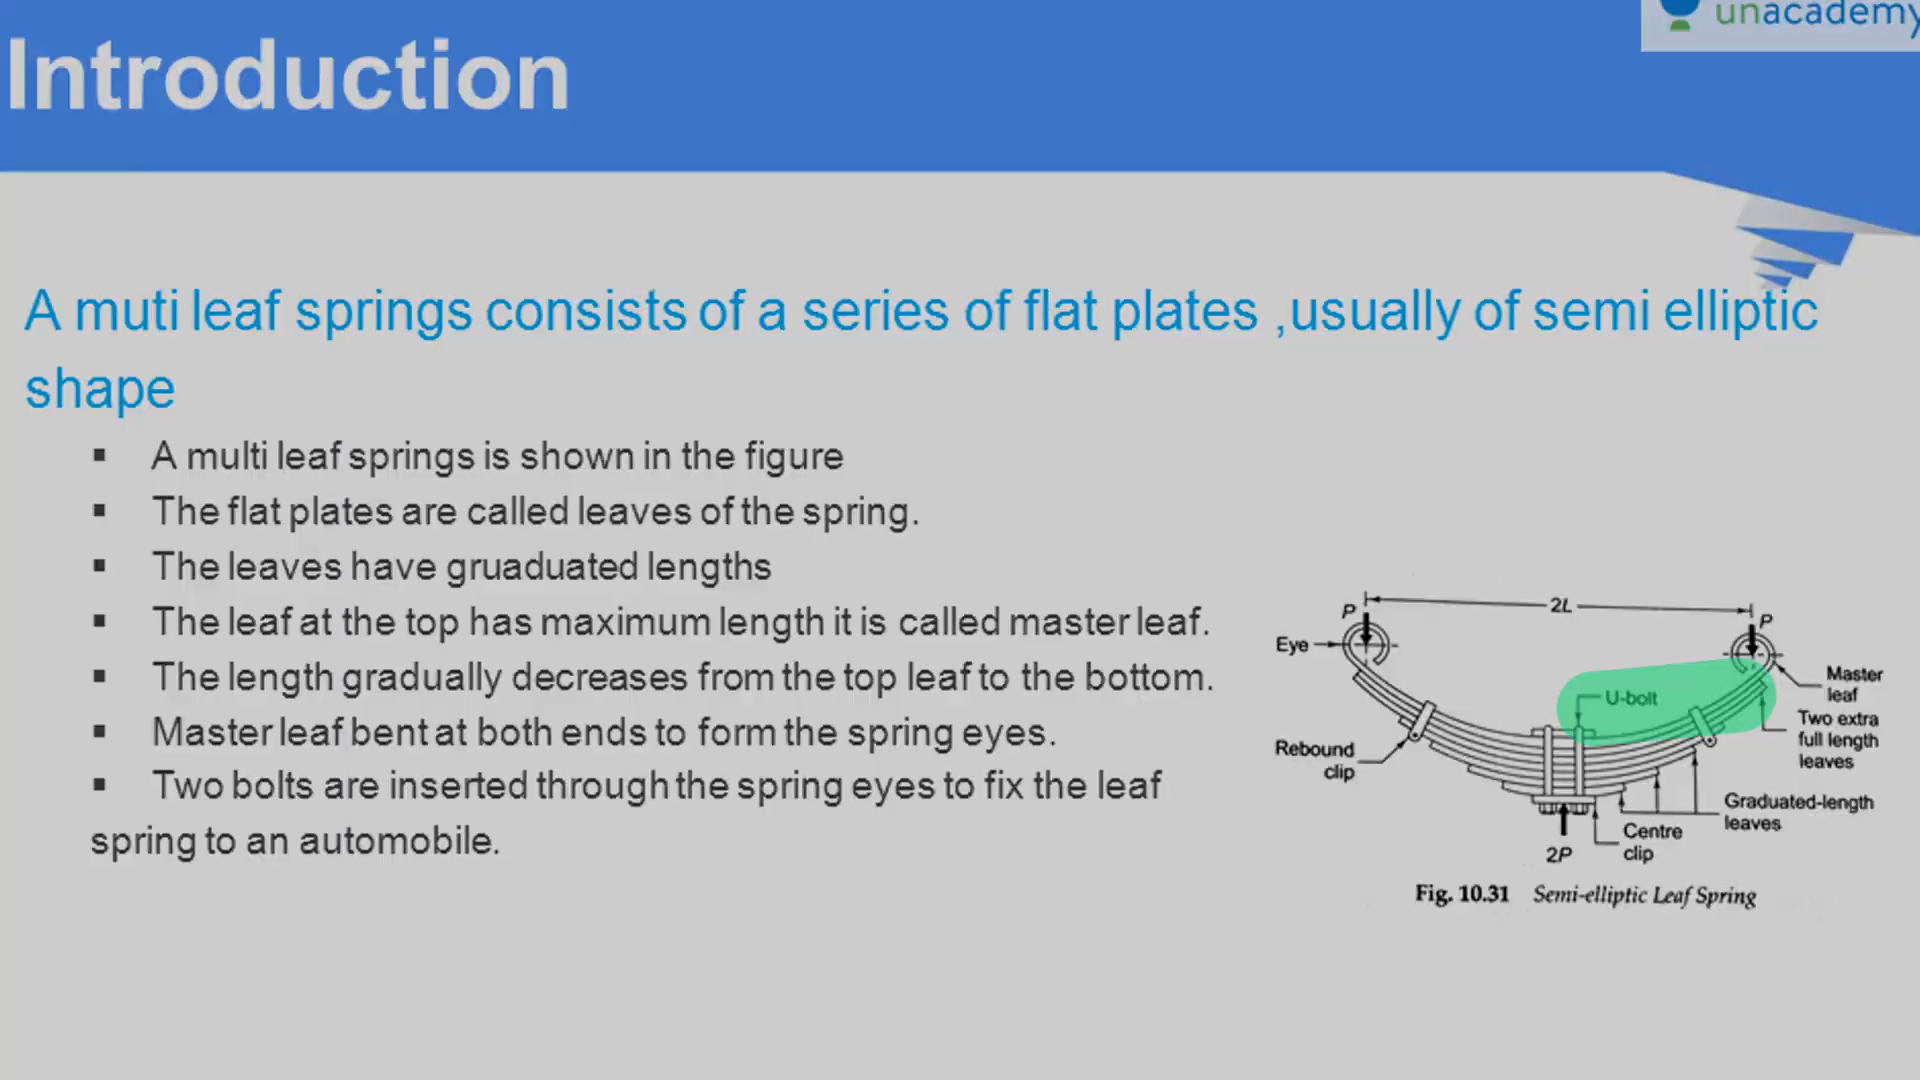 unacademy
Introduction
A muti leaf springs consists of a series of flat plates ,usually of semi elliptic
shape
▪ A multi leaf springs is shown in the figure
▪ The flat plates are called leaves of the spring.
▪ The leaves have gruaduated lengths
▪ The leaf at the top has maximum length it is called master leaf.
▪ The length gradually decreases from the top leaf to the bottom.
▪ Master leaf bent at both ends to form the spring eyes.
▪ Two bolts are inserted through the spring eyes to fix the leaf
spring to an automobile.
2L
P
P
Eye
Master
leaf
U-bolt
Two extra
full length
leaves
Rebound
clip
Graduated-length
leaves
Centre
clip
2P
Fig. 10.31 Semi-elliptic Leaf Spring